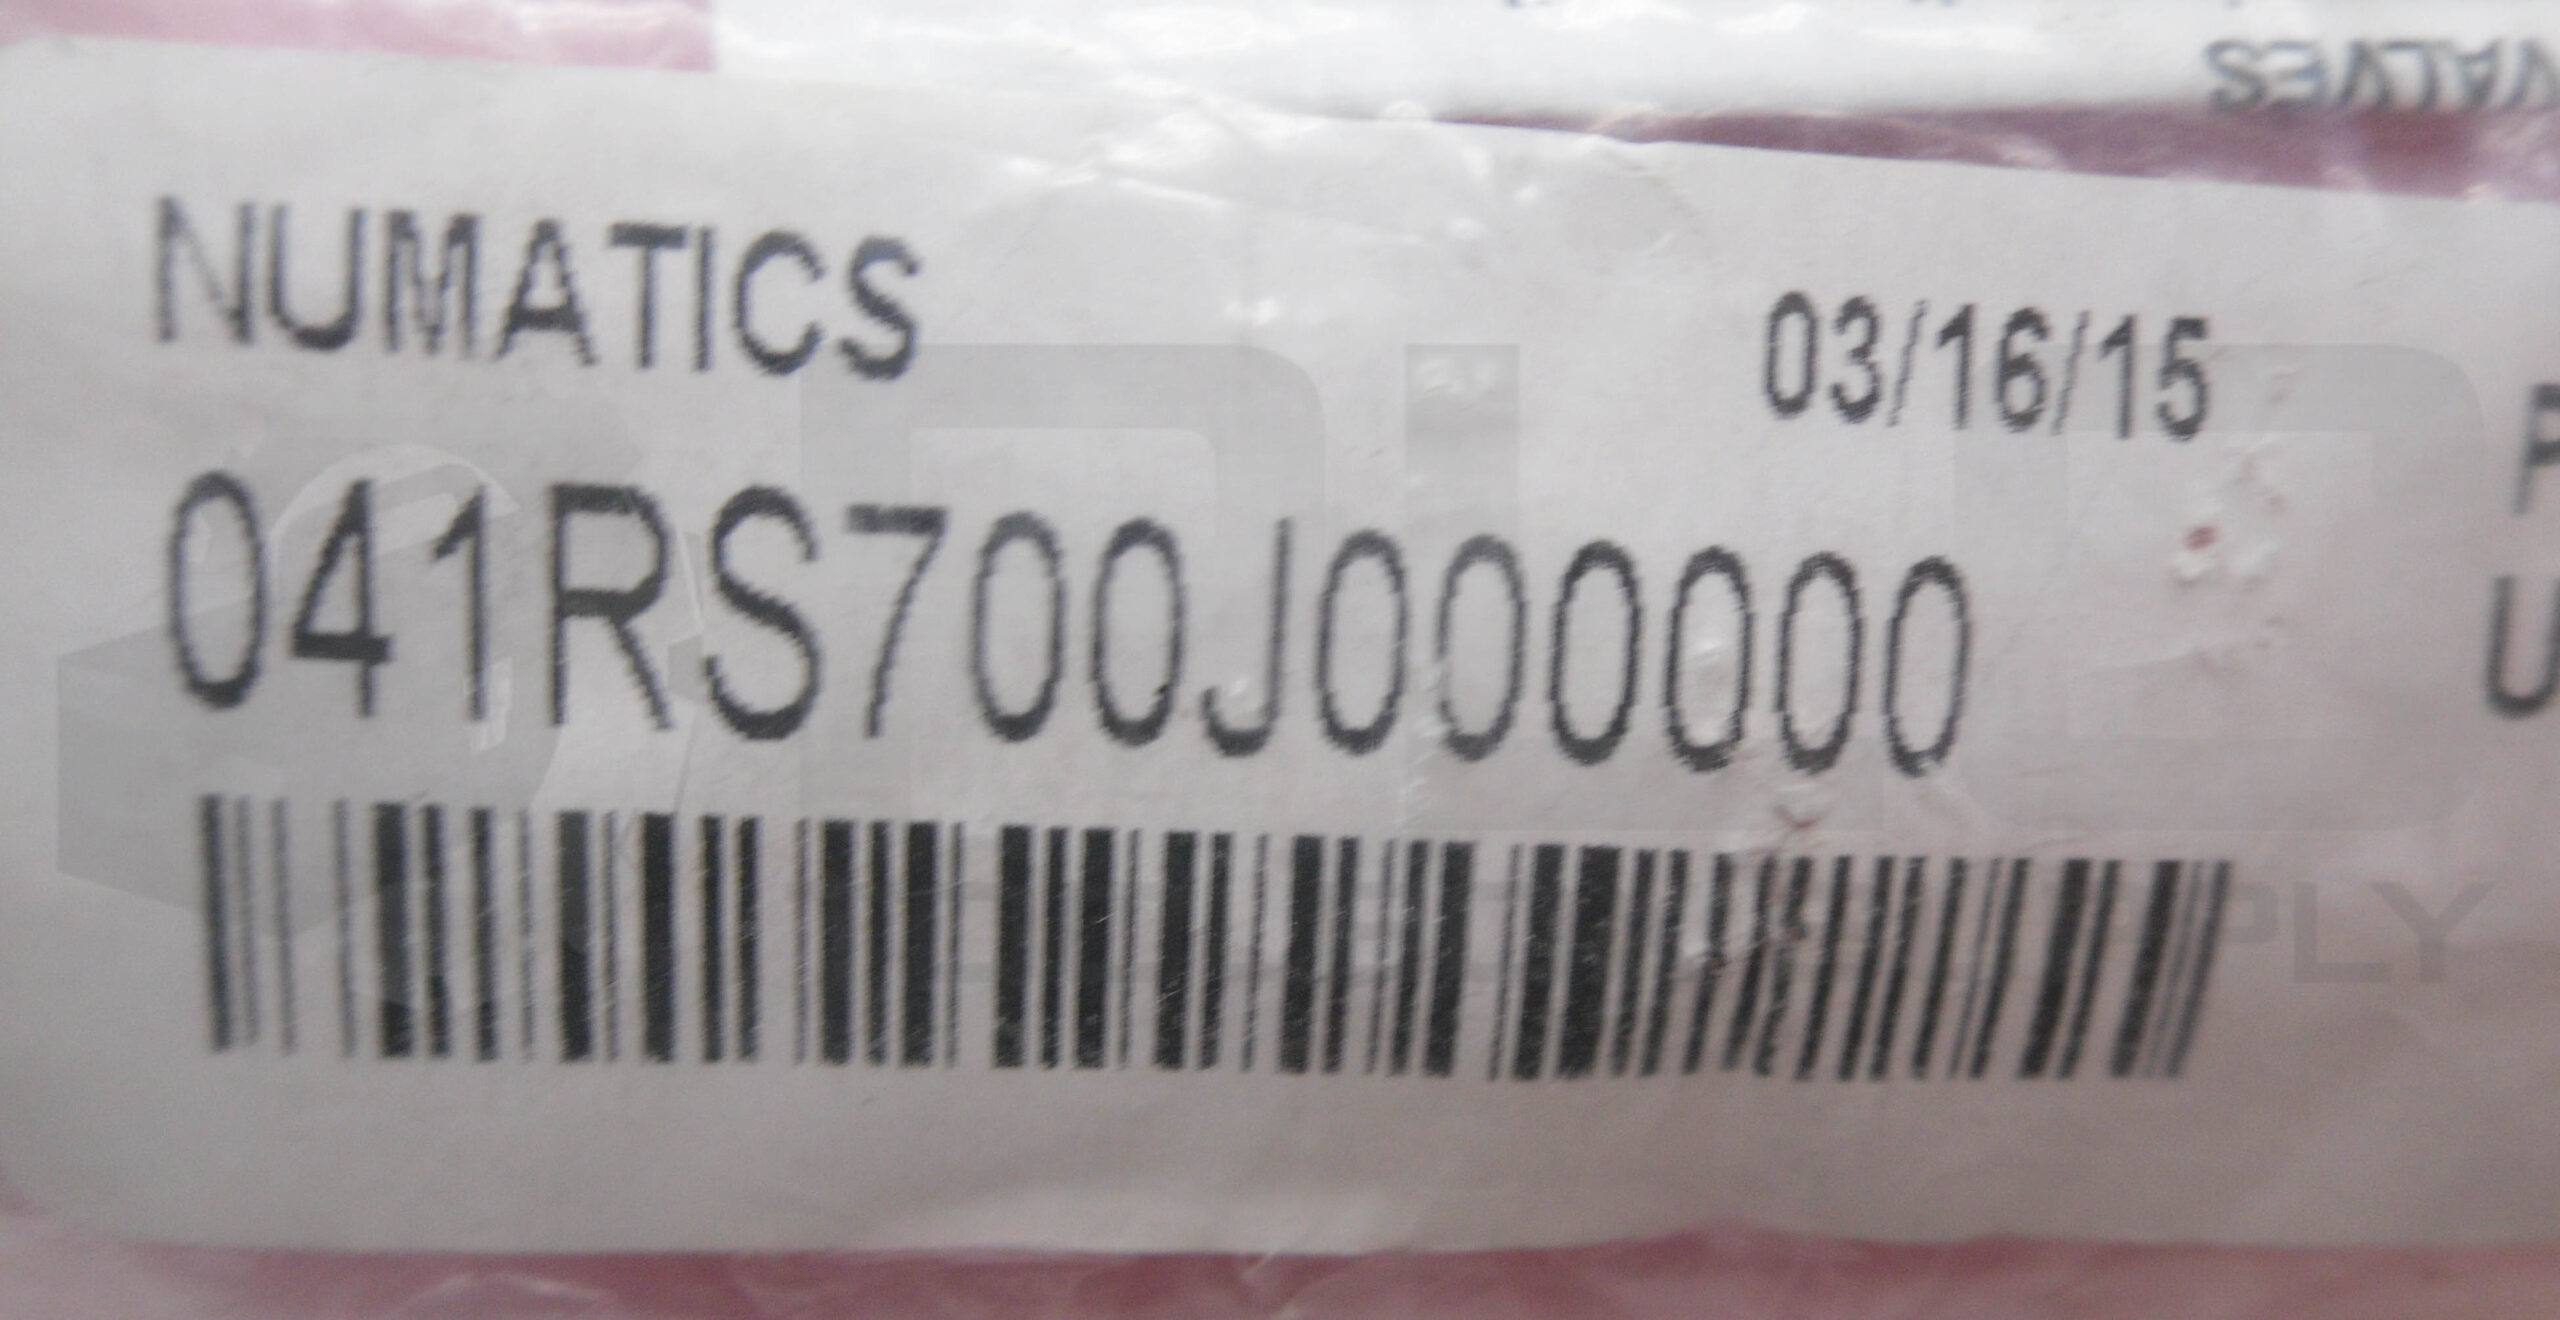 VALVES
NUMATICS
03/16/15
041RS700J000000